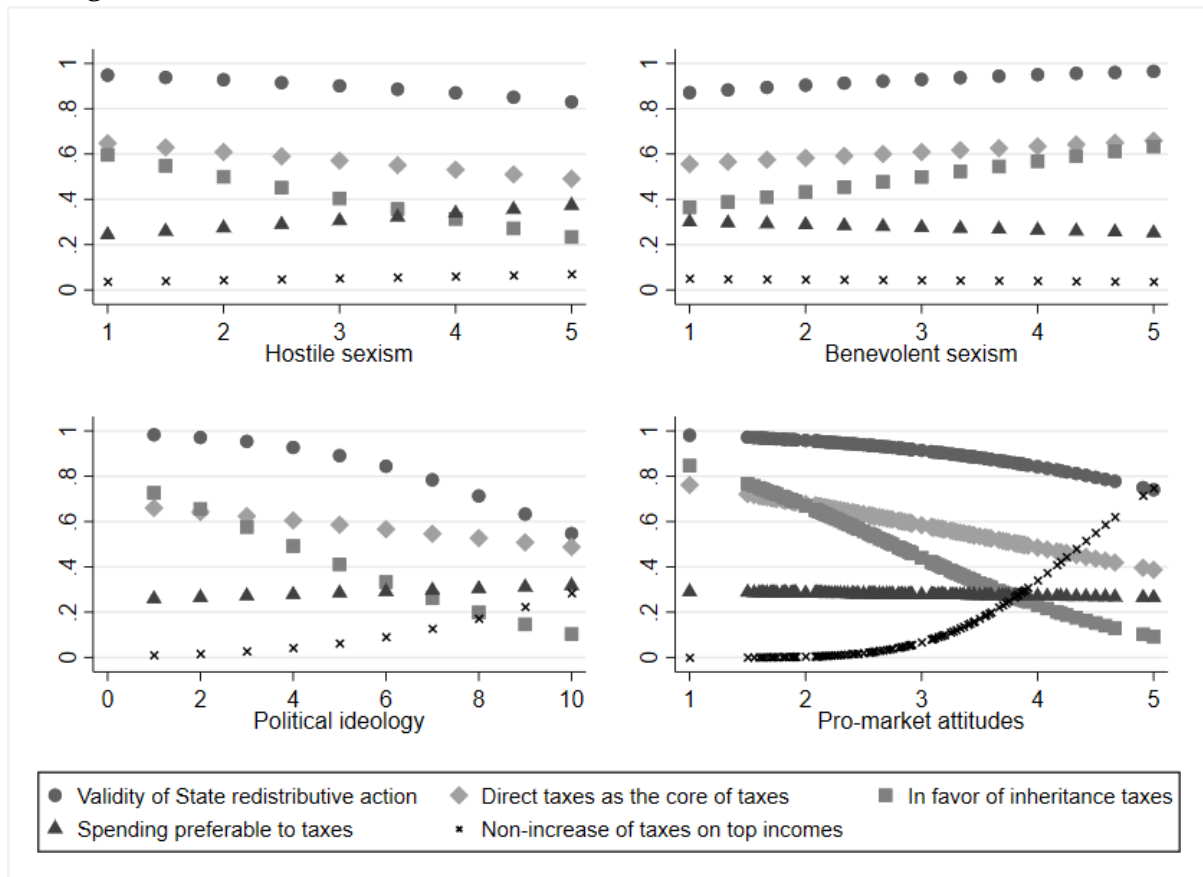 0 .2 .4 .6 .8 1
1 2 3 4 5
Hostile sexism
0 .2 .4 .6 .8 1
1 2 3 4 5
Benevolent sexism
0 .2 .4 .6 .8 1
0 2 4 6 8 10
Political ideology
0 .2 .4 .6 .8 1
1 2 3 4 5
Pro-market attitudes
Validity of State redistributive action Direct taxes as the core of taxes In favor of inheritance taxes
Spending preferable to taxes Non-increase of taxes on top incomes